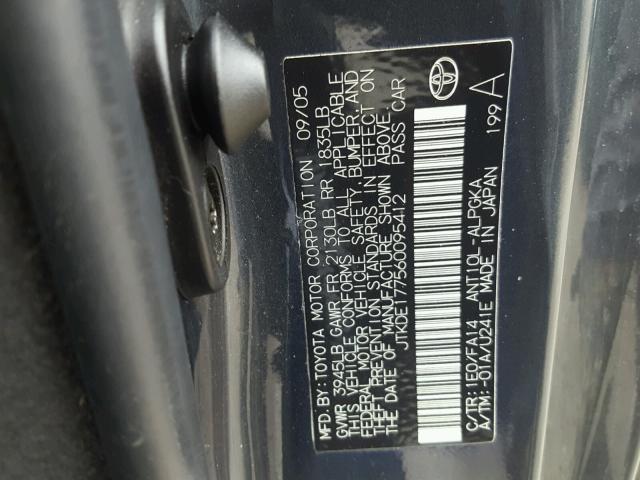 MFD.BY: TOYOTA MOTOR CORPORATION 09/05
GVWR 3945LB GAWR FR 2130LB RR 1835LB
THIS VEHICLE CONFORMS TO ALL APPLICABLE
FEDERAL MOTOR VEHICLE SAFETY, BUMPER, AND
THEFT PREVENTION STANDARDS IN EFFECT ON
THE DATE OF MANUFACTURE SHOWN ABOVE.
JTKDE177560095412 PASS CAR
C/TR: 1E0/FA14 ANT10L-ALPGKA
A/TM: -01A/U241E MADE IN JAPAN
199 A